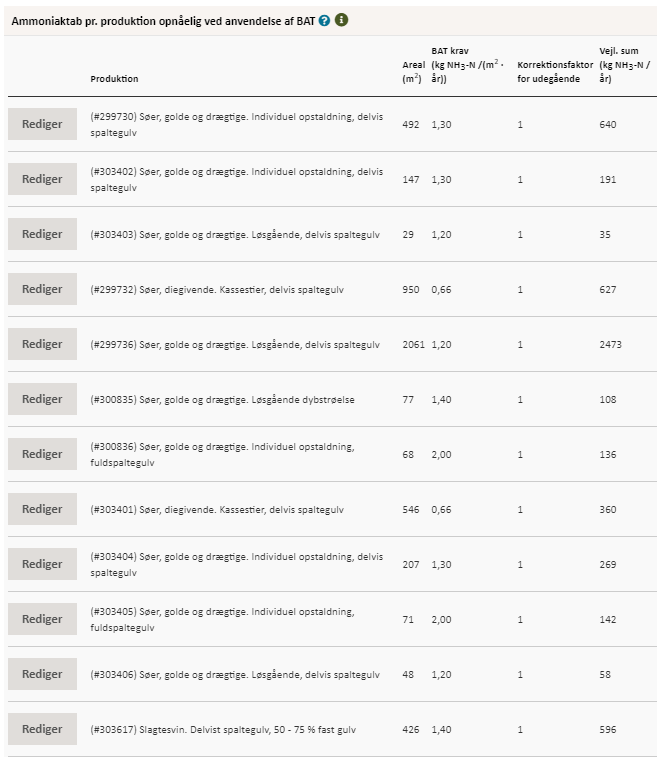 Ammoniaktab pr. produktion opnåelig ved anvendelse af BAT ? i
Produktion
Areal (m²)
BAT krav (kg NH3-N /(m² · år))
Korrektionsfaktor for udegående
Vejl. sum (kg NH3-N / år)
Rediger (#299730) Søer, golde og drægtige. Individuel opstaldning, delvis spaltegulv 492 1,30 1 640
Rediger (#303402) Søer, golde og drægtige. Individuel opstaldning, delvis spaltegulv 147 1,30 1 191
Rediger (#303403) Søer, golde og drægtige. Løsgående, delvis spaltegulv 29 1,20 1 35
Rediger (#299732) Søer, diegivende. Kassestier, delvis spaltegulv 950 0,66 1 627
Rediger (#299736) Søer, golde og drægtige. Løsgående, delvis spaltegulv 2061 1,20 1 2473
Rediger (#300835) Søer, golde og drægtige. Løsgående dybstrøelse 77 1,40 1 108
Rediger (#300836) Søer, golde og drægtige. Individuel opstaldning, fuldspaltegulv 68 2,00 1 136
Rediger (#303401) Søer, diegivende. Kassestier, delvis spaltegulv 546 0,66 1 360
Rediger (#303404) Søer, golde og drægtige. Individuel opstaldning, delvis spaltegulv 207 1,30 1 269
Rediger (#303405) Søer, golde og drægtige. Individuel opstaldning, fuldspaltegulv 71 2,00 1 142
Rediger (#303406) Søer, golde og drægtige. Løsgående, delvis spaltegulv 48 1,20 1 58
Rediger (#303617) Slagtesvin. Delvist spaltegulv, 50 - 75 % fast gulv 426 1,40 1 596